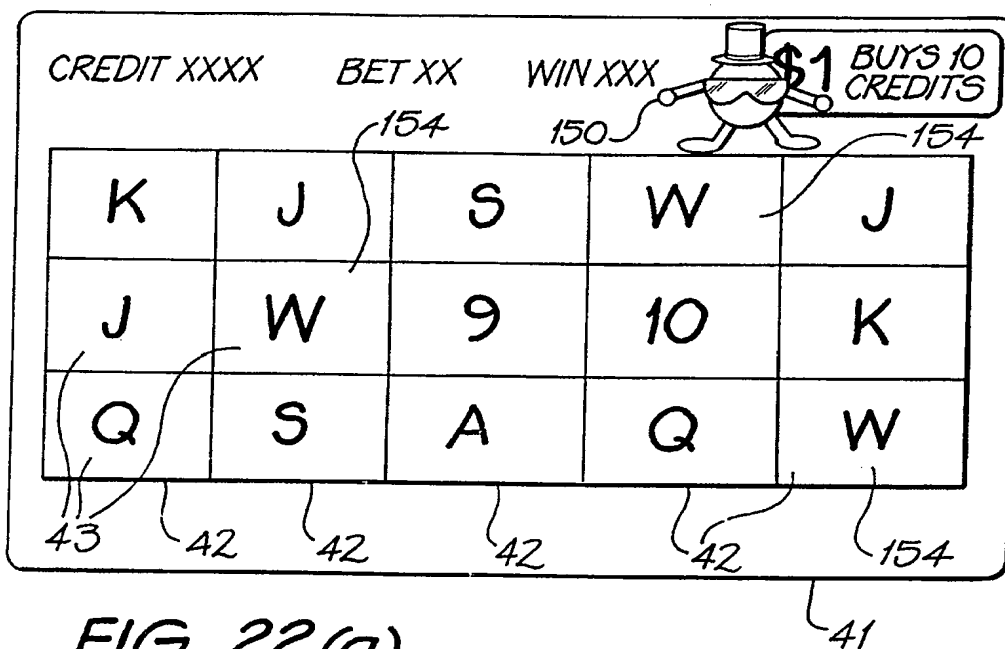 CREDIT XXXX BET XX WIN XXX $1 BUYS 10
CREDITS
154 150 154
K J S W J
J W 9 10 K
Q S A Q W
43 42 42 42 42 154
41
FIG. 22(a)